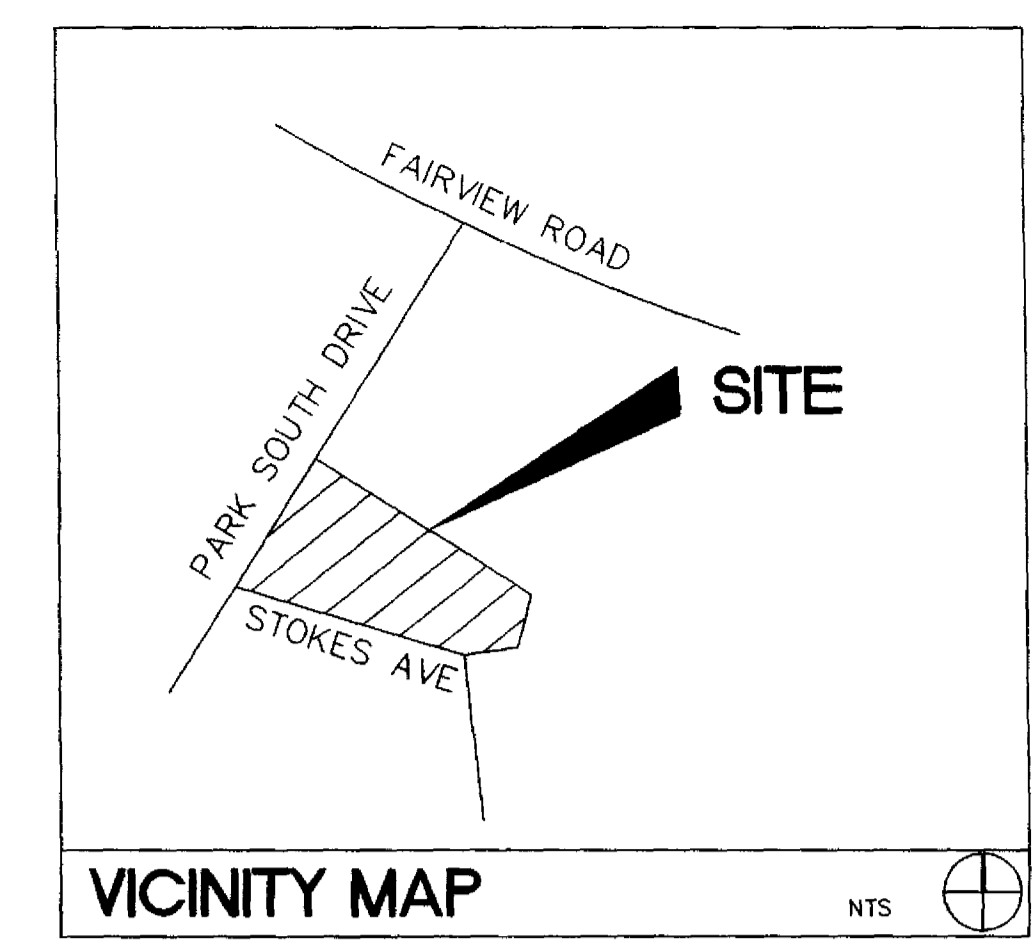 FAIRVIEW ROAD
PARK SOUTH DRIVE
SITE
STOKES AVE
VICINITY MAP
NTS